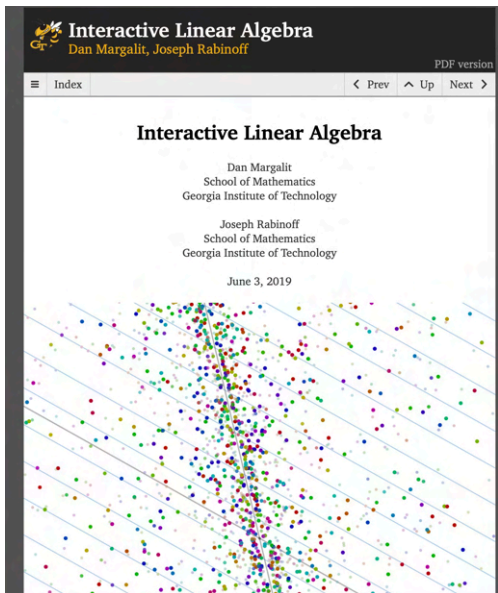 Interactive Linear Algebra
Dan Margalit, Joseph Rabinoff
PDF version
Index
Prev
Up
Next
Interactive Linear Algebra
Dan Margalit
School of Mathematics
Georgia Institute of Technology
Joseph Rabinoff
School of Mathematics
Georgia Institute of Technology
June 3, 2019